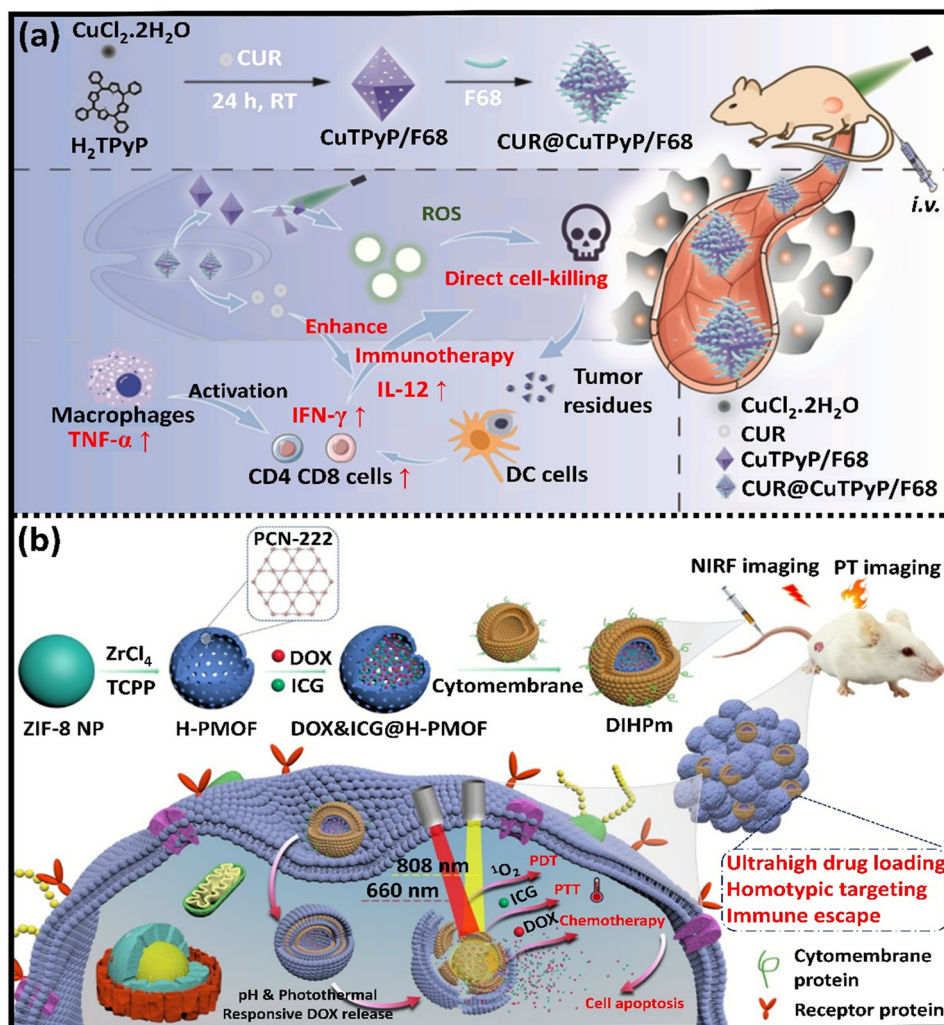 (a)
CuCl₂.2H₂O
H₂TPyP
CUR
24 h, RT
CuTPyP/F68
F68
CUR@CuTPyP/F68
i.v.
ROS
Direct cell-killing
Enhance
Immunotherapy
IL-12 ↑
Macrophages
TNF-α ↑
Activation
IFN-γ ↑
CD4 CD8 cells ↑
DC cells
Tumor
residues
CuCl₂.2H₂O
CUR
CuTPyP/F68
CUR@CuTPyP/F68
(b)
PCN-222
NIRF imaging
PT imaging
ZIF-8 NP
ZrCl₄
TCPP
H-PMOF
DOX
ICG
DOX&ICG@H-PMOF
Cytomembrane
DIHPm
808 nm
660 nm
¹O₂
PDT
ICG
PTT
DOX
Chemotherapy
Cell apoptosis
pH & Photothermal
Responsive DOX release
Ultrahigh drug loading
Homotypic targeting
Immune escape
Cytomembrane
protein
Receptor protein